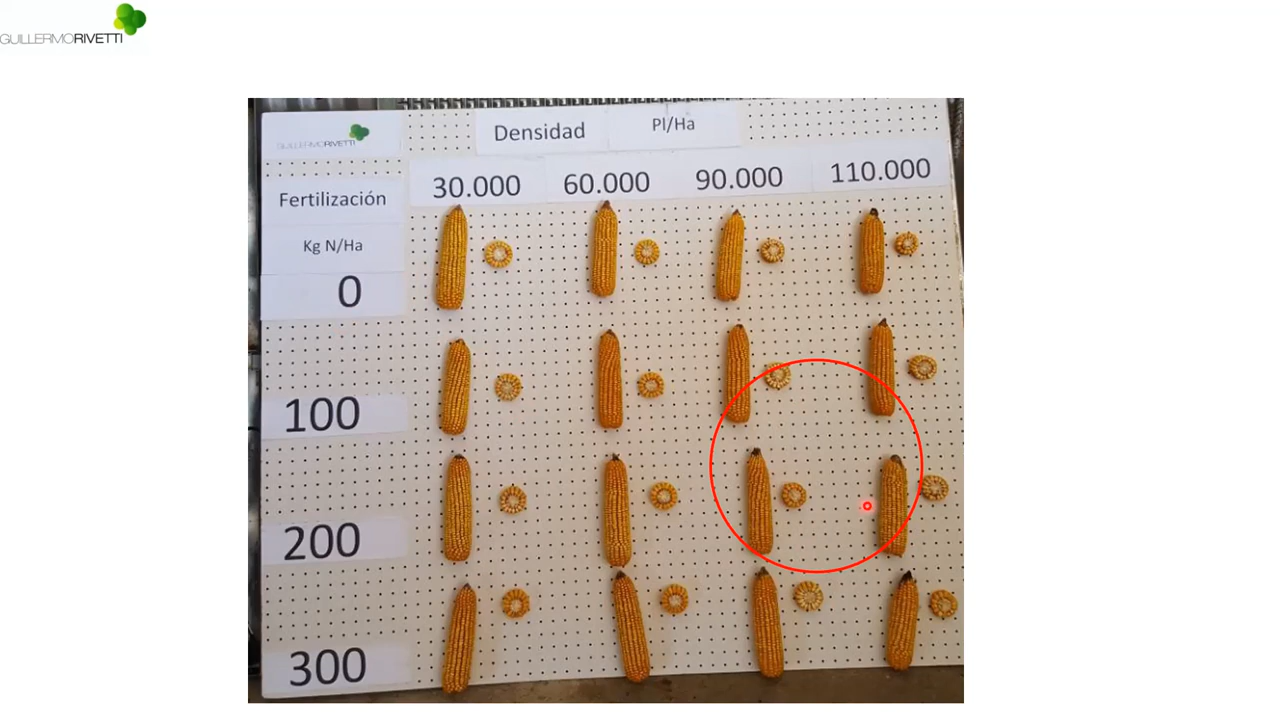 GUILLERMORIVETTI
GUILLERMORIVETTI
Densidad
Pl/Ha
30.000
60.000
90.000
110.000
Fertilización
Kg N/Ha
0
100
200
300